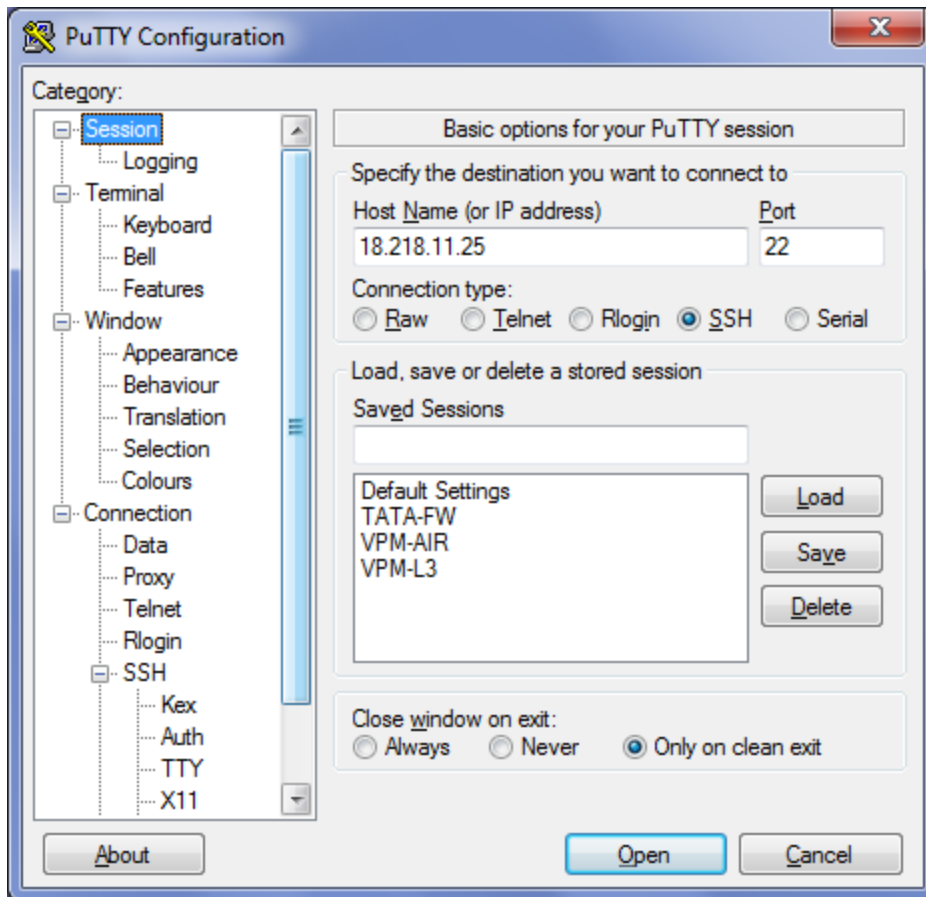 PuTTY Configuration
Category:
Session
Logging
Terminal
Keyboard
Bell
Features
Window
Appearance
Behaviour
Translation
Selection
Colours
Connection
Data
Proxy
Telnet
Rlogin
SSH
Kex
Auth
TTY
X11
Basic options for your PuTTY session
Specify the destination you want to connect to
Host Name (or IP address) Port
18.218.11.25 22
Connection type:
Raw Telnet Rlogin SSH Serial
Load, save or delete a stored session
Saved Sessions
Default Settings
TATA-FW
VPM-AIR
VPM-L3
Load
Save
Delete
Close window on exit:
Always Never Only on clean exit
About Open Cancel